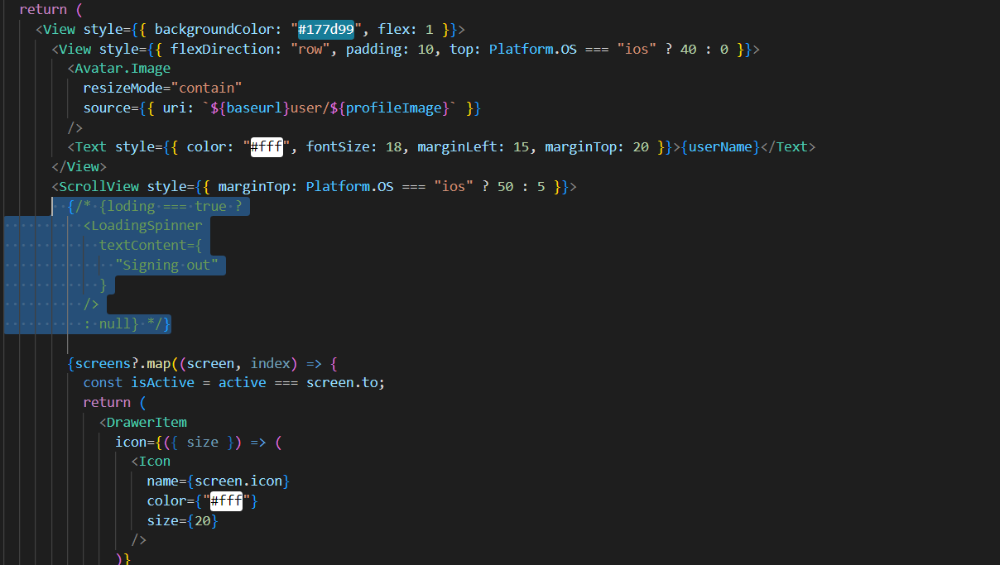 return (
<View style={{ backgroundColor: "#177d99", flex: 1 }}>
<View style={{ flexDirection: "row", padding: 10, top: Platform.OS === "ios" ? 40 : 0 }}>
<Avatar.Image
resizeMode="contain"
source={{ uri: `${baseurl}user/${profileImage}` }}
/>
<Text style={{ color: "#fff", fontSize: 18, marginLeft: 15, marginTop: 20 }}>{userName}</Text>
</View>
<ScrollView style={{ marginTop: Platform.OS === "ios" ? 50 : 5 }}>
{/* {loding === true ?
<LoadingSpinner
textContent={
"Signing out"
}
/>
: null} */}
{screens?.map((screen, index) => {
const isActive = active === screen.to;
return (
<DrawerItem
icon={({ size }) => (
<Icon
name={screen.icon}
color={"#fff"}
size={20}
/>
)}